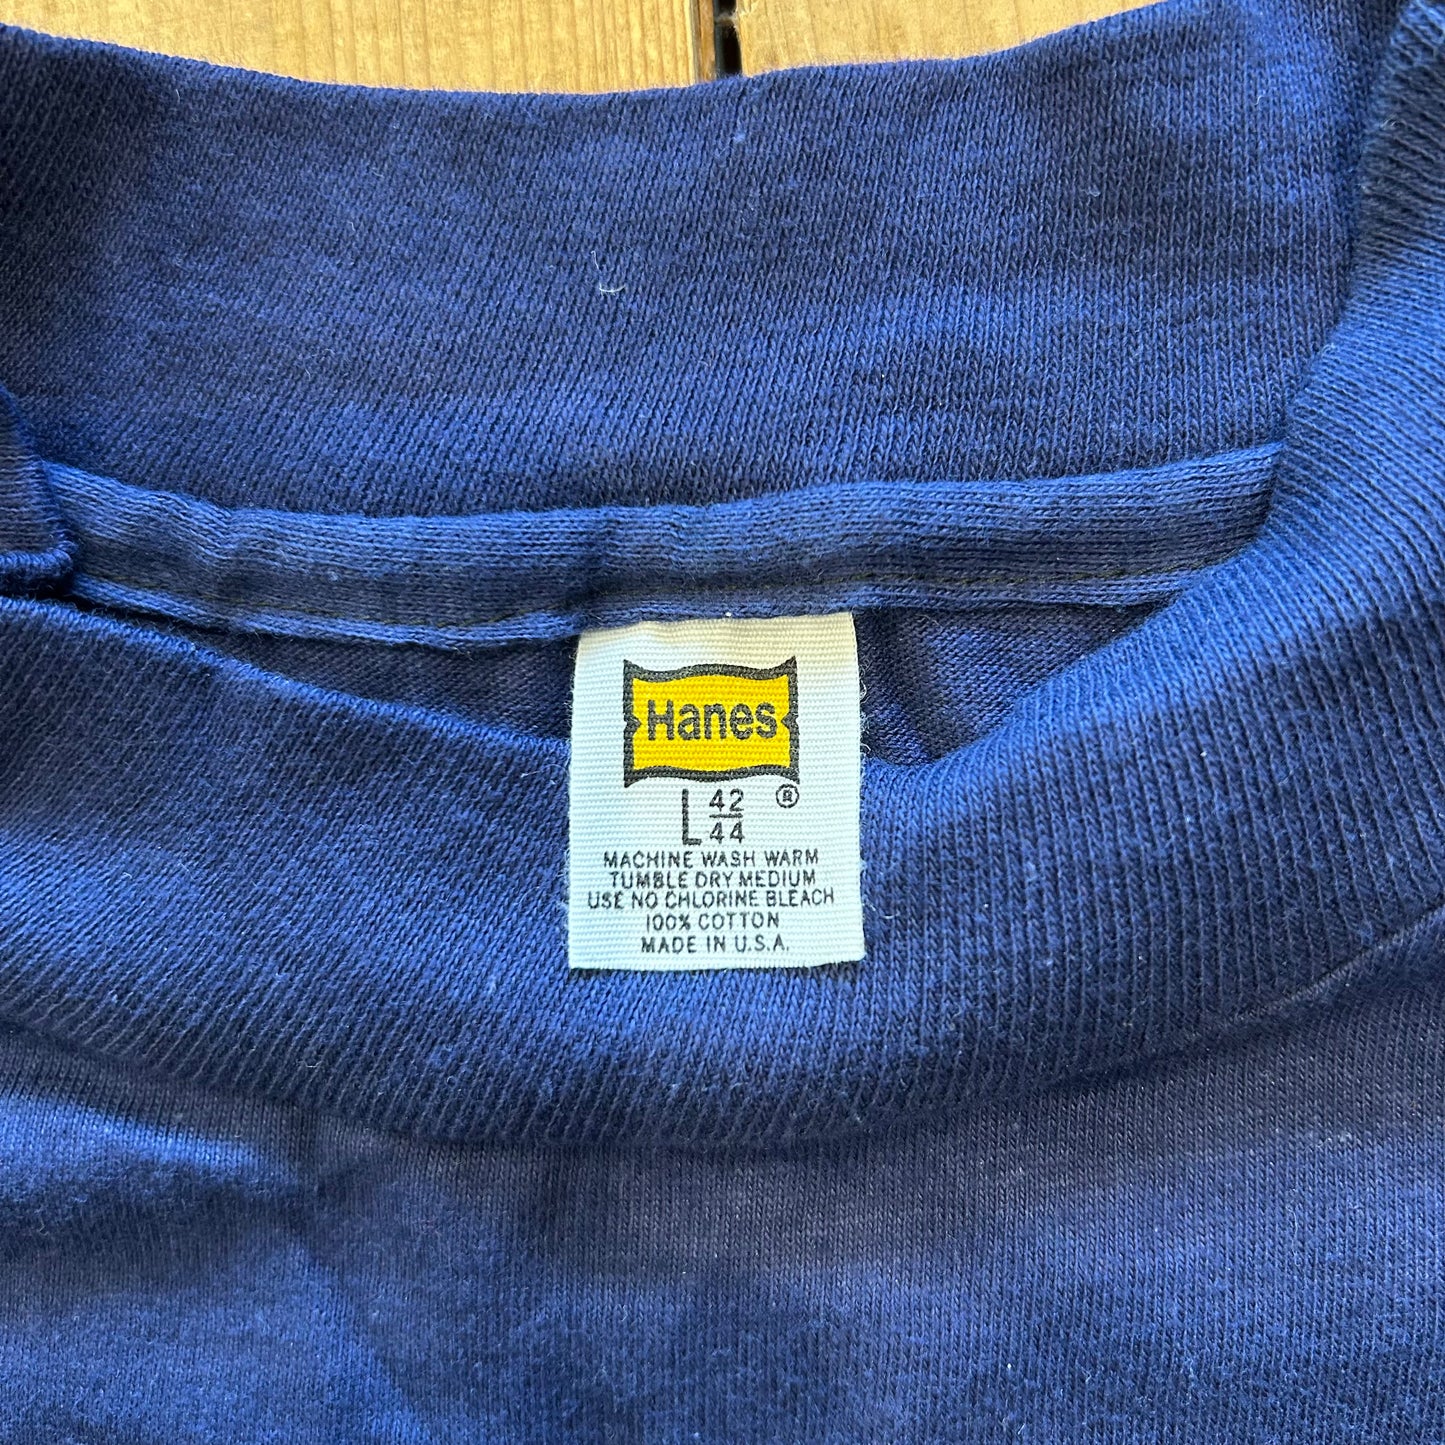 Hanes
L 42/44 ®
MACHINE WASH WARM
TUMBLE DRY MEDIUM
USE NO CHLORINE BLEACH
100% COTTON
MADE IN U.S.A.